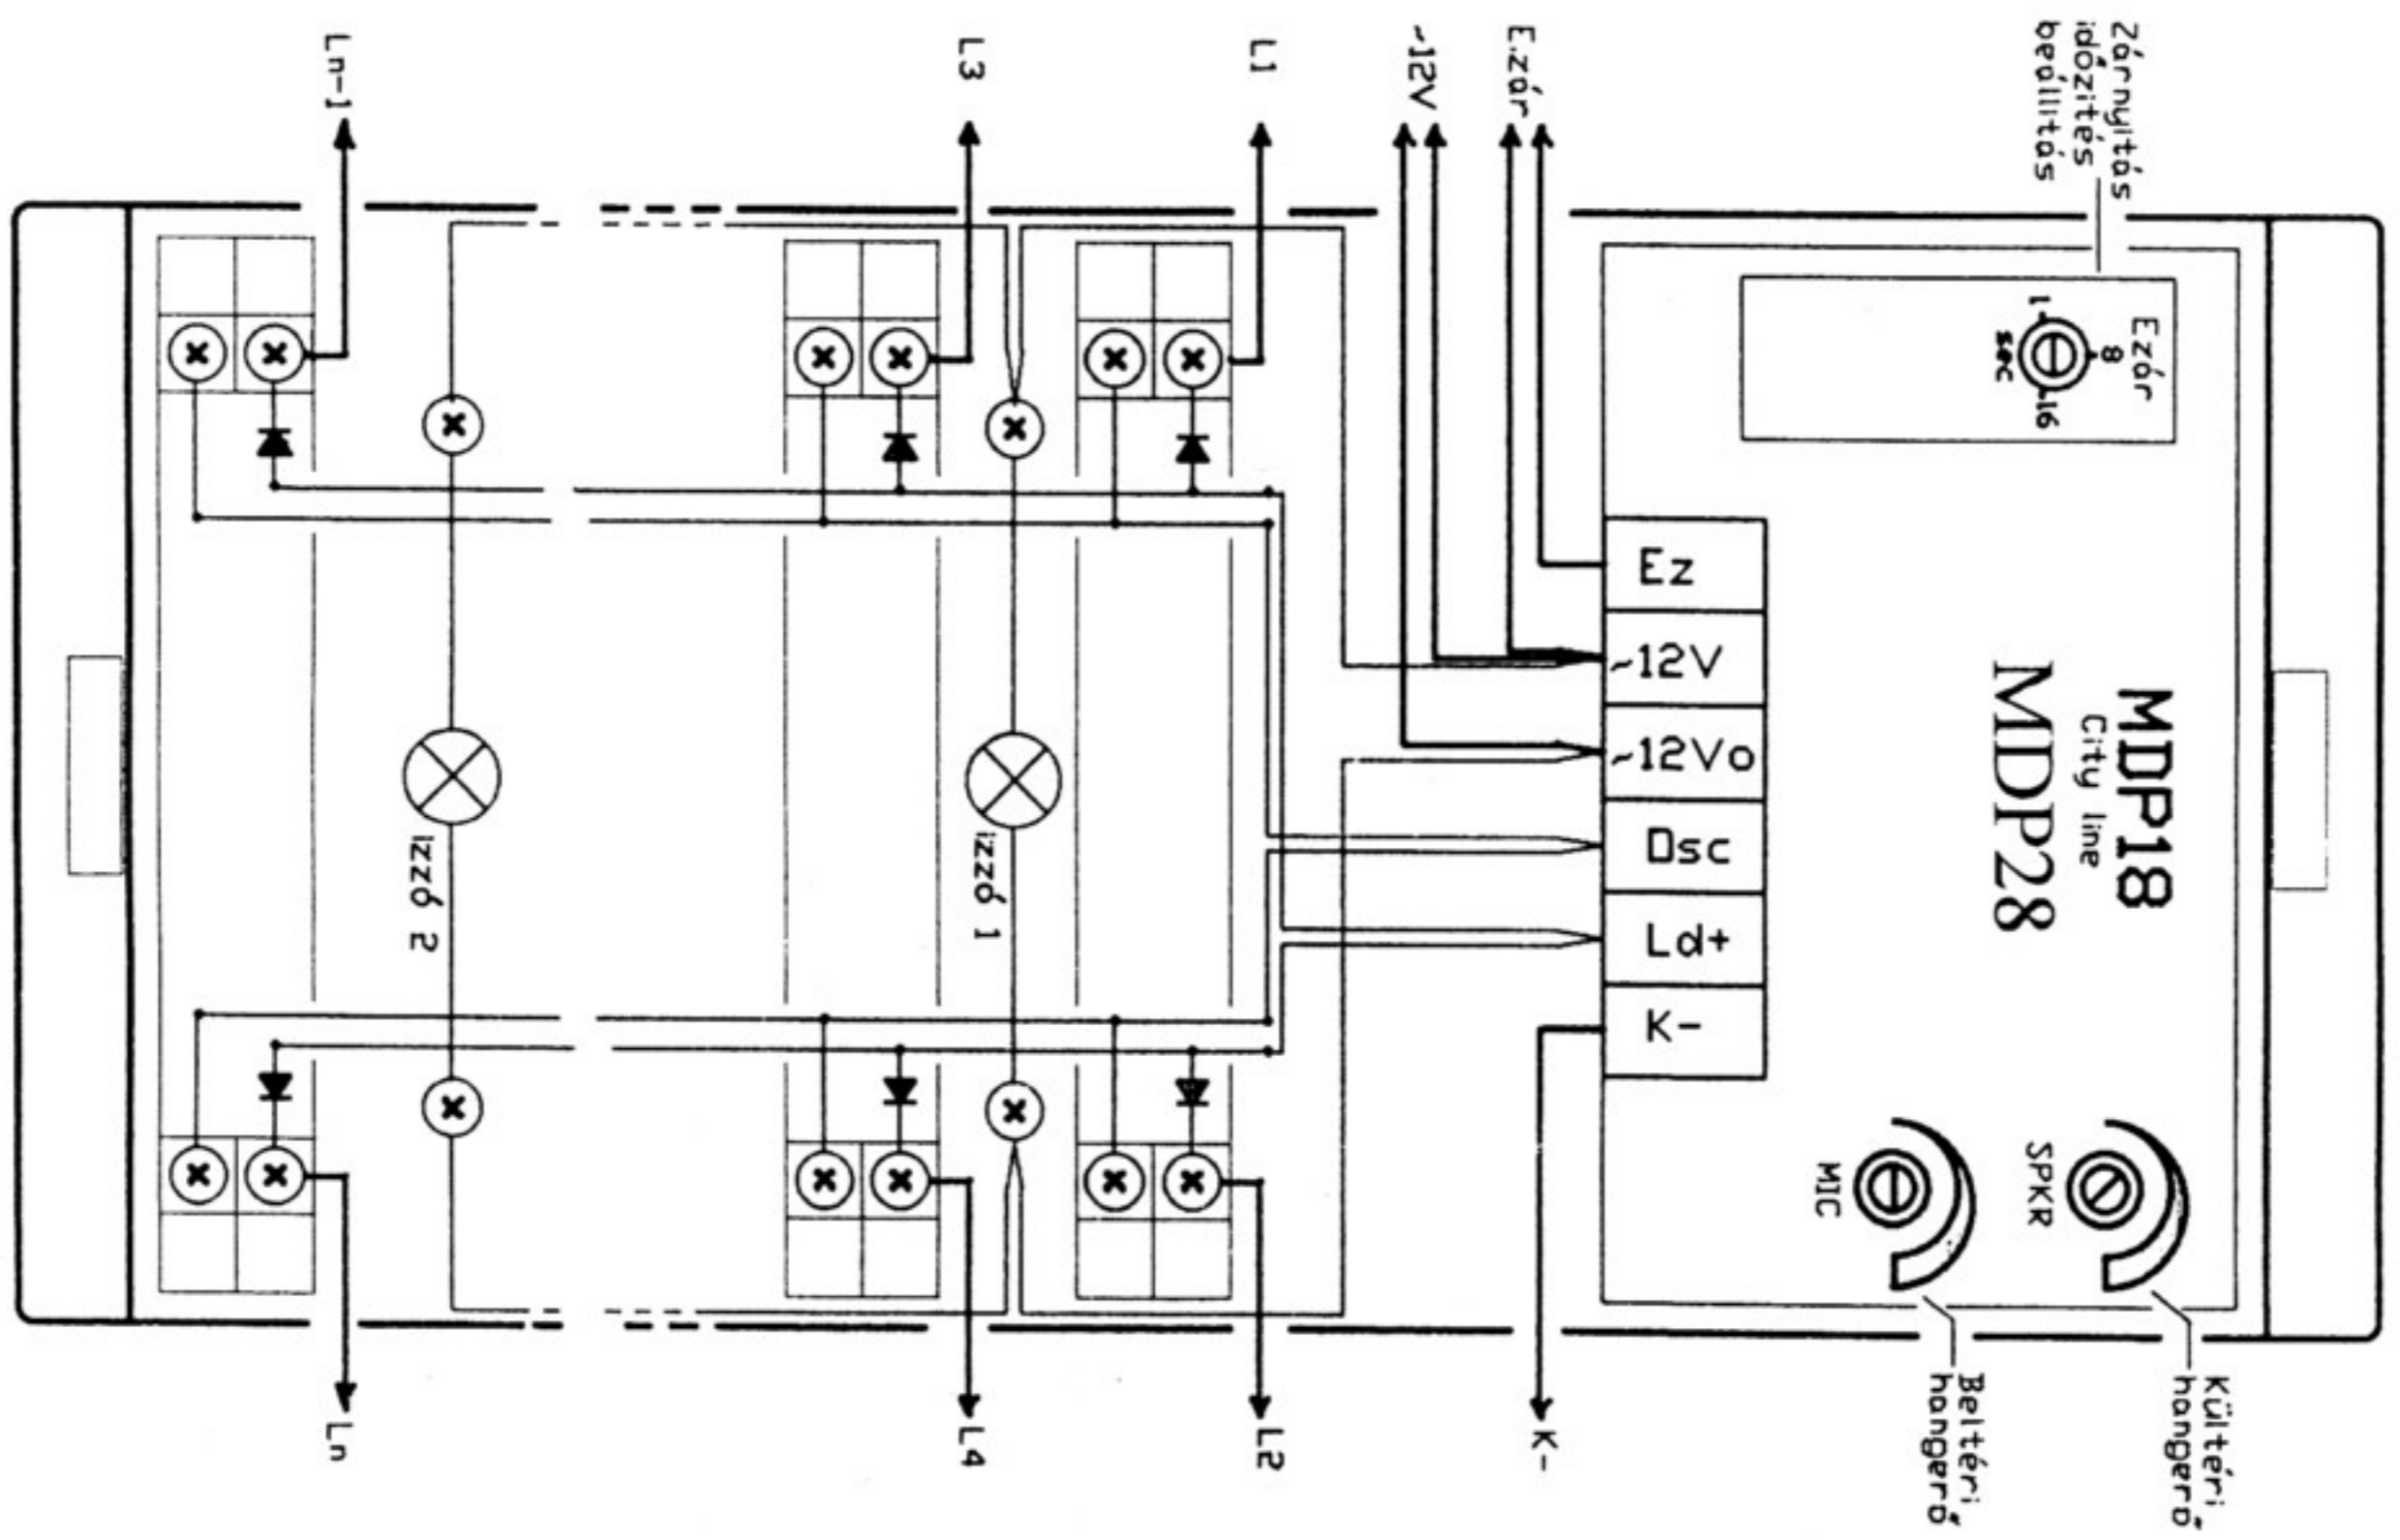 Zárnyitás
időzítés
beállítás
E.zár
~12V
L1
L3
Ln-1
Ezár
1
8
16
sec
Ez
~12V
~12Vo
Dsc
Ld+
K-
MDP18
City line
MDP28
izzó 1
izzó 2
SPKR
MIC
Kültéri
hangerő
Beltéri
hangerő
K-
L2
L4
Ln